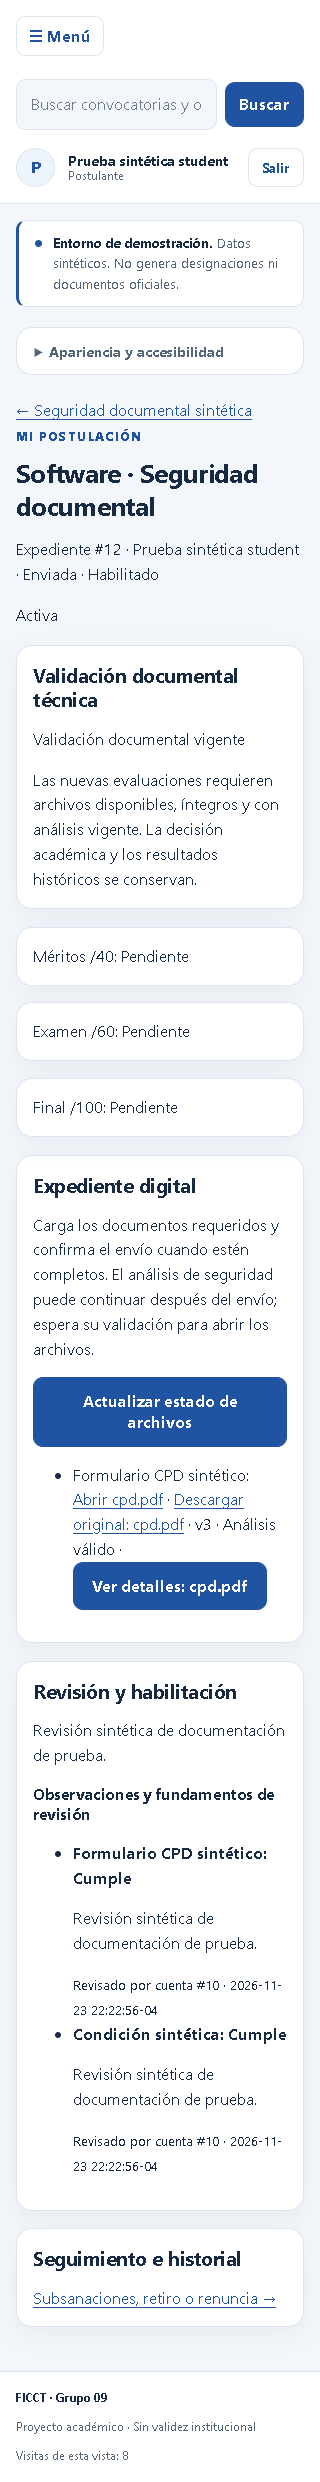 ☰ Menú
Buscar convocatorias y o
Buscar
P
Prueba sintética student
Postulante
Salir
Entorno de demostración. Datos
sintéticos. No genera designaciones ni
documentos oficiales.
▶ Apariencia y accesibilidad
← Seguridad documental sintética
MI POSTULACIÓN
Software · Seguridad
documental
Expediente #12 · Prueba sintética student
· Enviada · Habilitado
Activa
Validación documental
técnica
Validación documental vigente
Las nuevas evaluaciones requieren
archivos disponibles, íntegros y con
análisis vigente. La decisión
académica y los resultados
históricos se conservan.
Méritos /40: Pendiente
Examen /60: Pendiente
Final /100: Pendiente
Expediente digital
Carga los documentos requeridos y
confirma el envío cuando estén
completos. El análisis de seguridad
puede continuar después del envío;
espera su validación para abrir los
archivos.
Actualizar estado de
archivos
• Formulario CPD sintético:
Abrir cpd.pdf · Descargar
original: cpd.pdf · v3 · Análisis
válido ·
Ver detalles: cpd.pdf
Revisión y habilitación
Revisión sintética de documentación
de prueba.
Observaciones y fundamentos de
revisión
• Formulario CPD sintético:
Cumple
Revisión sintética de
documentación de prueba.
Revisado por cuenta #10 · 2026-11-
23 22:22:56-04
• Condición sintética: Cumple
Revisión sintética de
documentación de prueba.
Revisado por cuenta #10 · 2026-11-
23 22:22:56-04
Seguimiento e historial
Subsanaciones, retiro o renuncia →
FICCT · Grupo 09
Proyecto académico · Sin validez institucional
Visitas de esta vista: 8